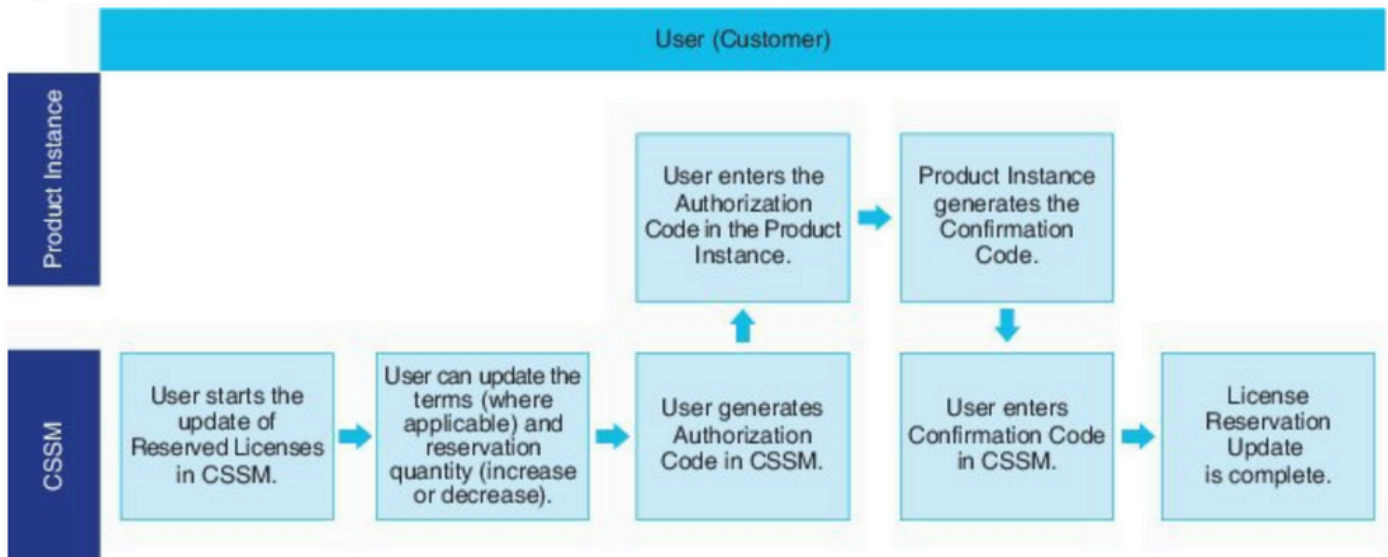 User (Customer)
Product Instance
User enters the
Authorization
Code in the Product
Instance.
Product Instance
generates the
Confirmation
Code.
CSSM
User starts the
update of
Reserved Licenses
in CSSM.
User can update the
terms (where
applicable) and
reservation
quantity (increase
or decrease).
User generates
Authorization
Code in CSSM.
User enters
Confirmation Code
in CSSM.
License
Reservation
Update
is complete.